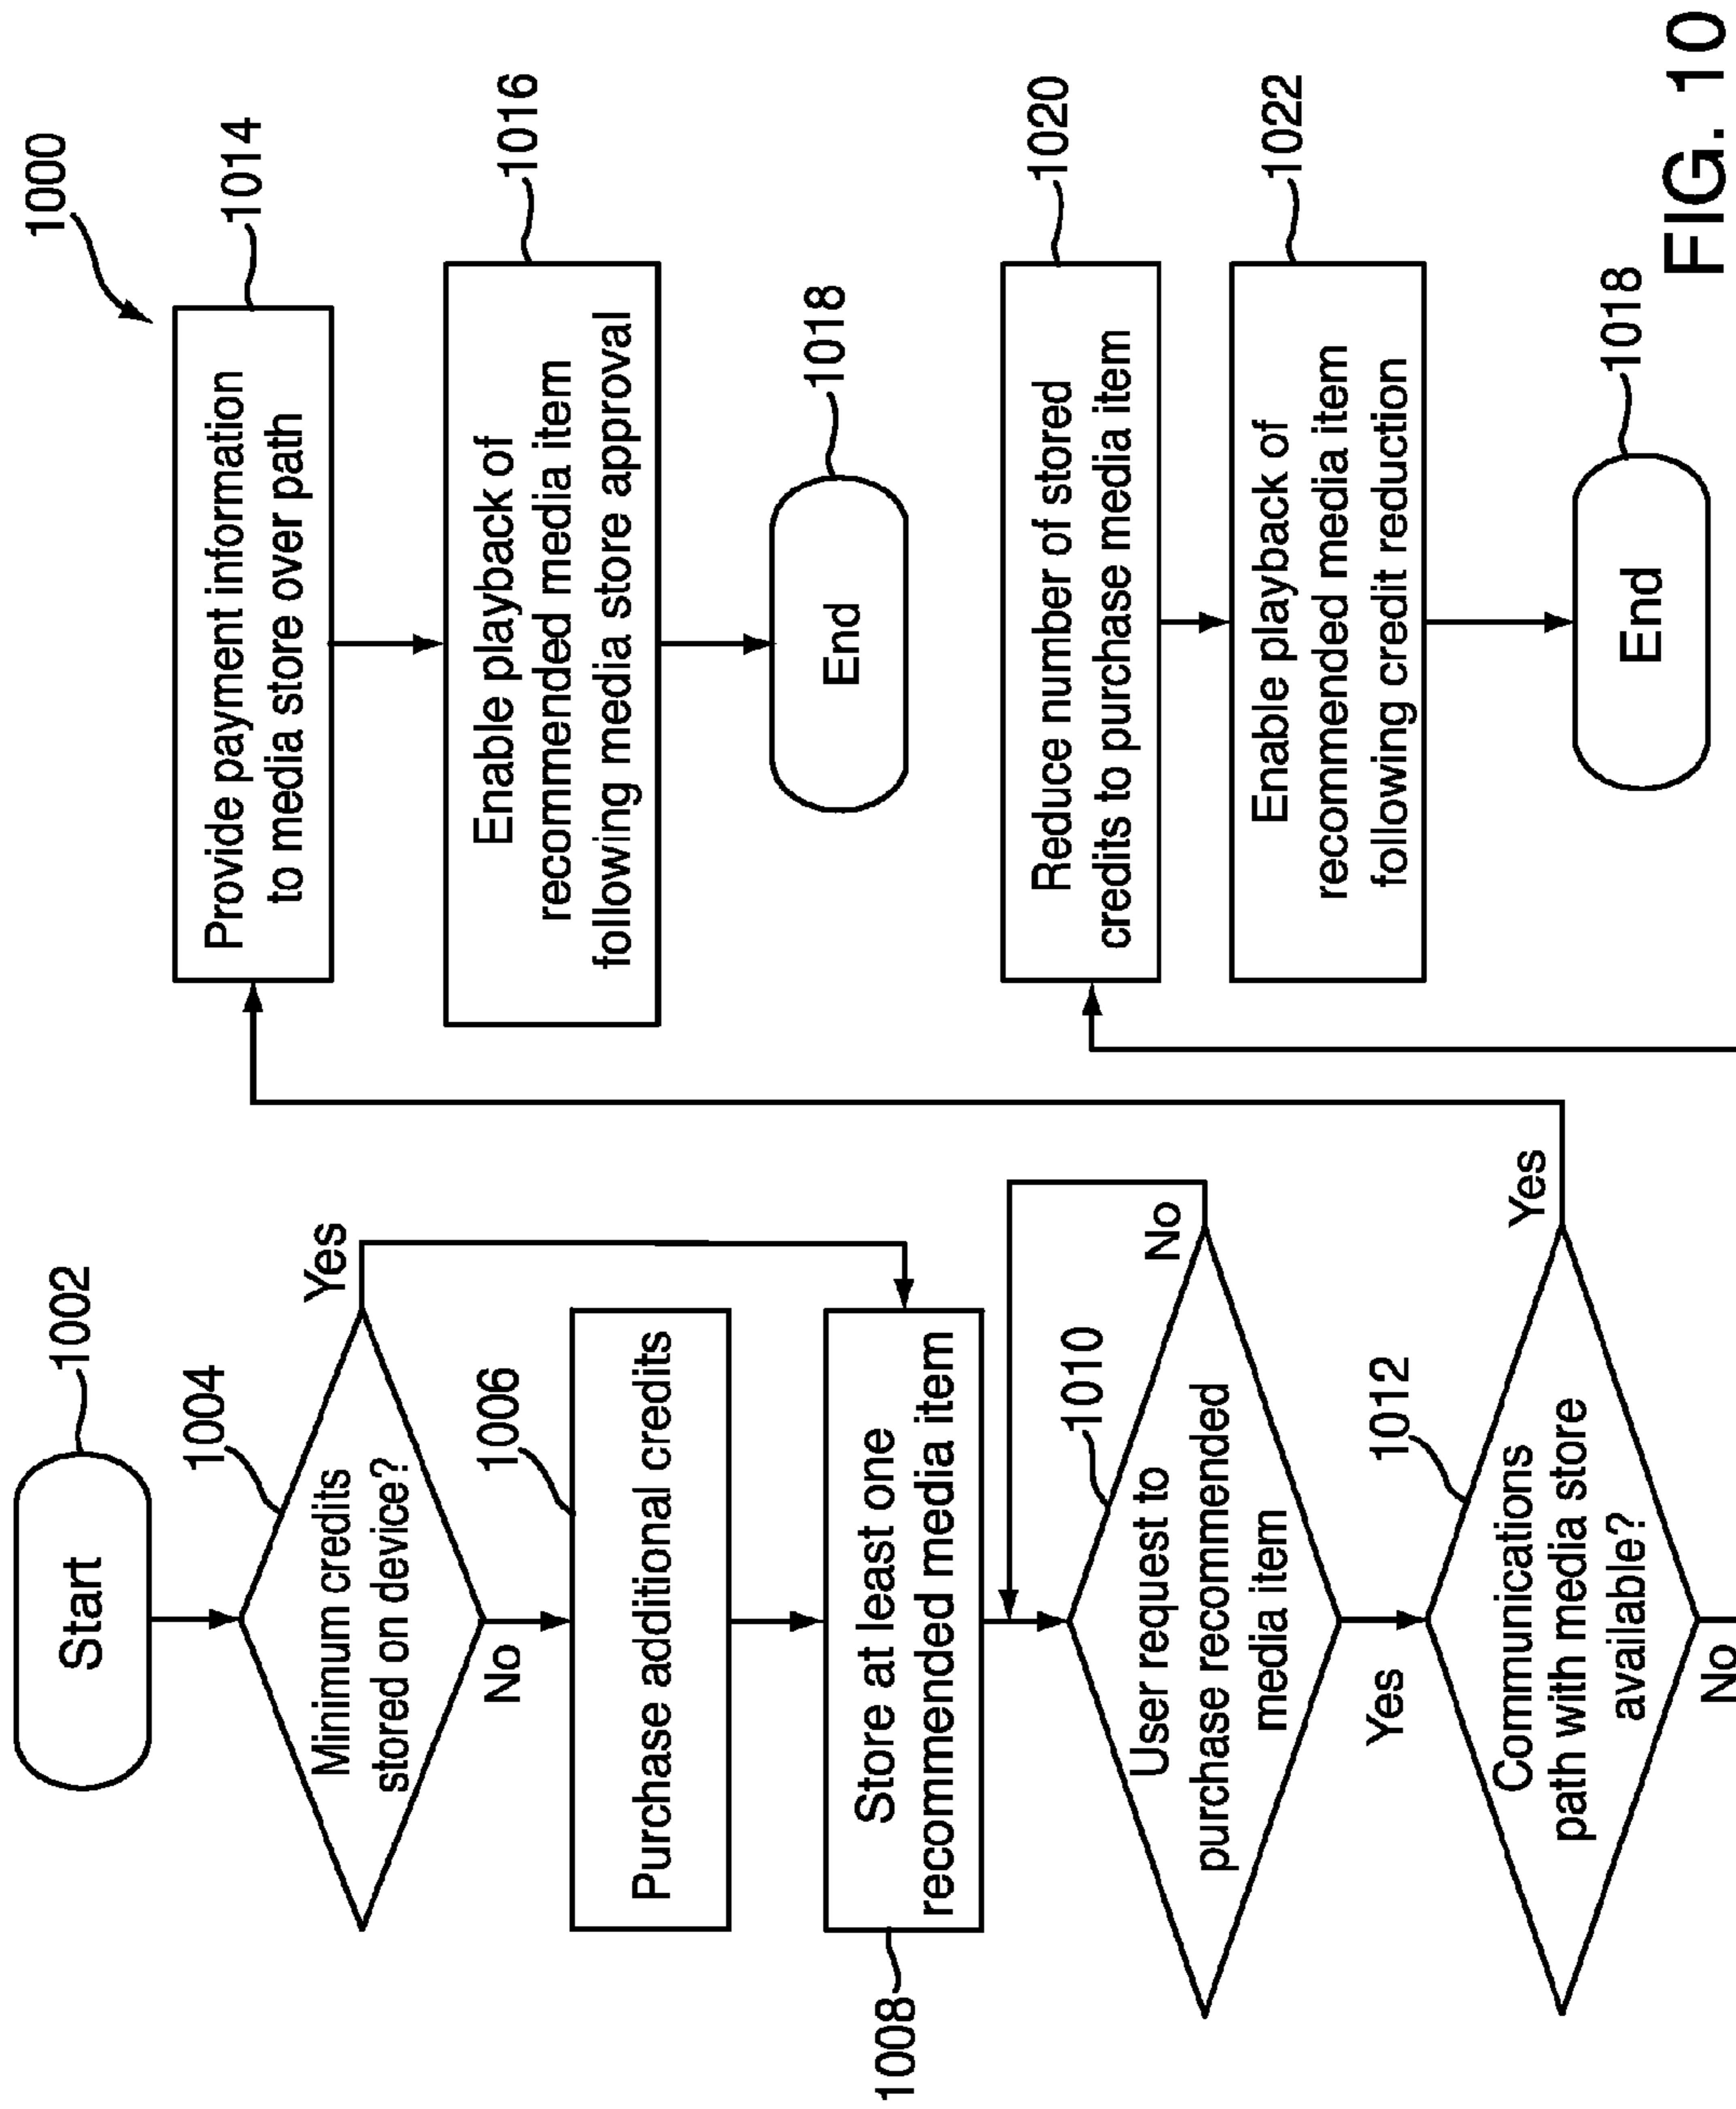 1000
Start
1002
1004
Minimum credits
stored on device?
Yes
No
1006
Purchase additional credits
1008
Store at least one
recommended media item
1010
User request to
purchase recommended
media item
No
Yes
1012
Communications
path with media store
available?
Yes
No
1014
Provide payment information
to media store over path
1016
Enable playback of
recommended media item
following media store approval
1018
End
1020
Reduce number of stored
credits to purchase media item
1022
Enable playback of
recommended media item
following credit reduction
1018
End
FIG. 10